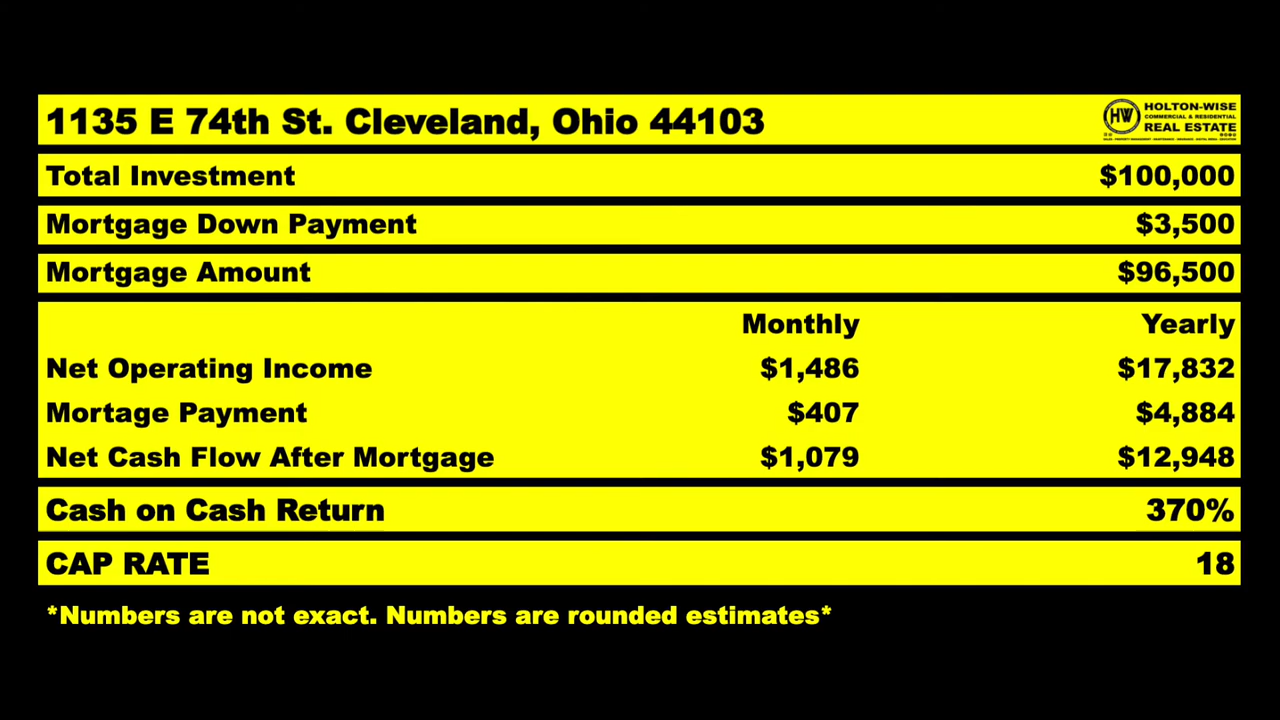 1135 E 74th St. Cleveland, Ohio 44103
HOLTON-WISE
COMMERCIAL & RESIDENTIAL
REAL ESTATE
HW
Total Investment $100,000
Mortgage Down Payment $3,500
Mortgage Amount $96,500
Monthly Yearly
Net Operating Income $1,486 $17,832
Mortage Payment $407 $4,884
Net Cash Flow After Mortgage $1,079 $12,948
Cash on Cash Return 370%
CAP RATE 18
*Numbers are not exact. Numbers are rounded estimates*